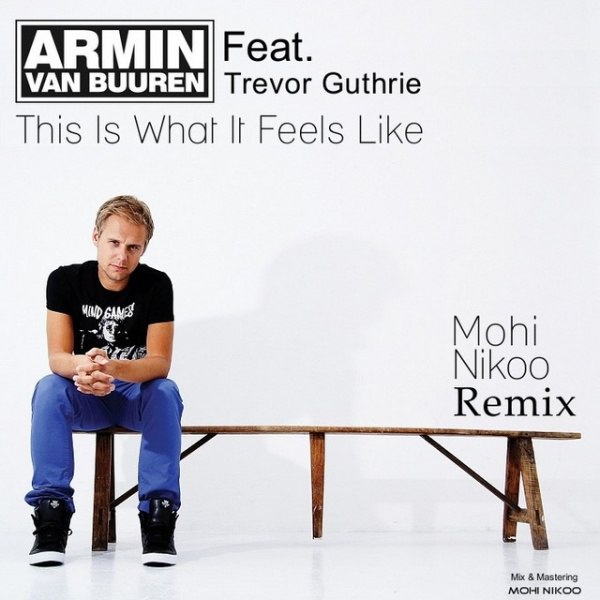 ARMIN
VAN BUUREN
Feat.
Trevor Guthrie
This Is What It Feels Like
MIND GAMES
Mohi
Nikoo
Remix
Mix & Mastering
MOHI NIKOO